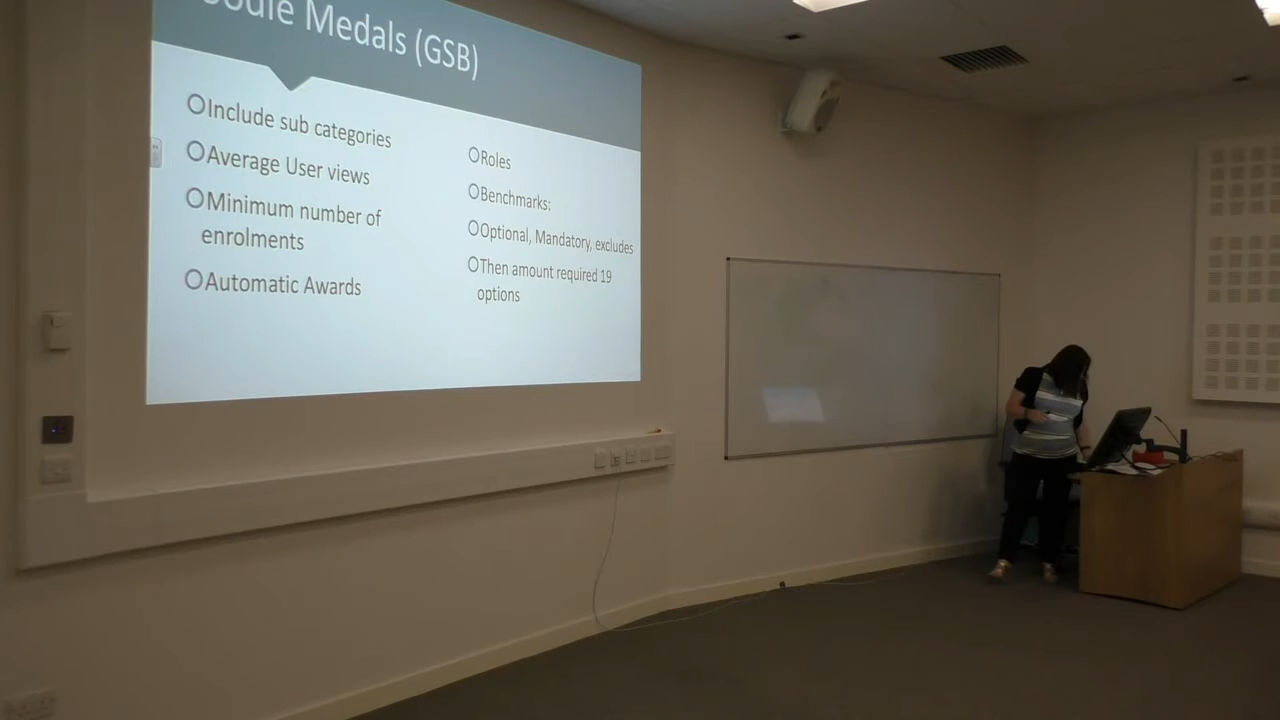 Medals (GSB)
Include sub categories
Average User views
Minimum number of
enrolments
Automatic Awards
Roles
Benchmarks:
Optional, Mandatory, excludes
Then amount required 19
options